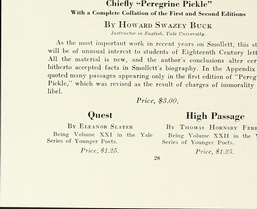 Chiefly "Peregrine Pickle"
With a Complete Collation of the First and Second Editions
By Howard Swazey Buck
Instructor in English, Yale University.
As the most important work in recent years on Smollett, this st
will be of unusual interest to students of Eighteenth Century lett
All the material is new, and the author's conclusions alter cer
hitherto accepted facts in Smollett's biography. In the Appendix
quoted many passages appearing only in the first edition of "Pereg
Pickle," which was revised as the result of charges of immorality
libel.
Price, $3.00.
Quest
By Eleanor Slater
Being Volume XXI in the Yale
Series of Younger Poets.
Price, $1.25.
High Passage
By Thomas Hornsby Ferr
Being Volume XXII in the Y
Series of Younger Poets.
Price, $1.25.
28